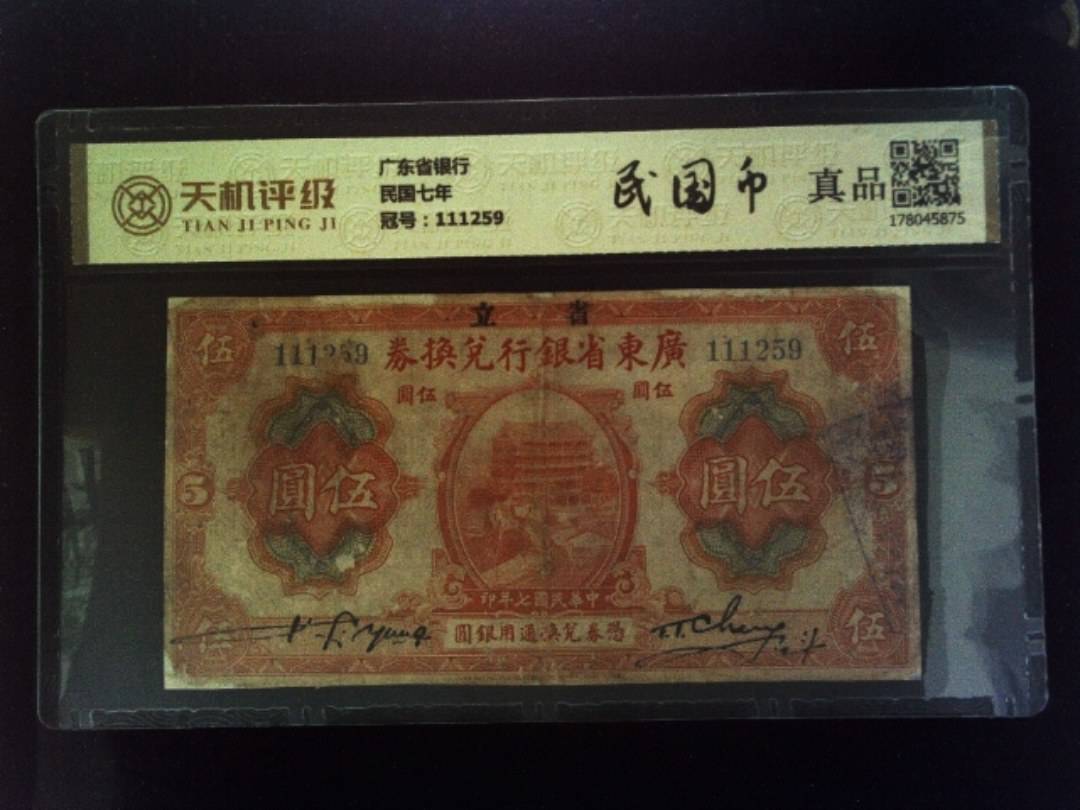 天机评级
TIAN JI PING JI
广东省银行
民国七年
冠号：111259
民国币
真品
178045875
省立
廣東省銀行兌換券
111259
111259
伍
伍
伍圓
伍圓
伍圓
伍圓
5
5
中華民國七年印
憑券兌換通用銀圓
伍
伍